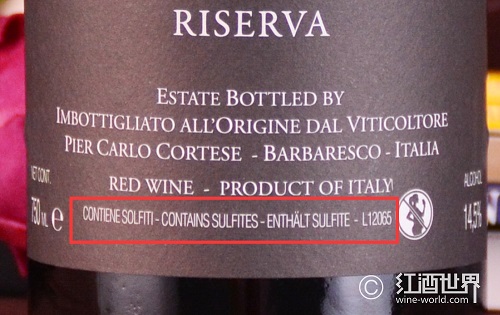 RISERVA
ESTATE BOTTLED BY
IMBOTTIGLIATO ALL'ORIGINE DAL VITICOLTORE
PIER CARLO CORTESE - BARBARESCO - ITALIA
RED WINE - PRODUCT OF ITALY
NET CONT.
750 ML e
CONTIENE SOLFITI - CONTAINS SULFITES - ENTHÄLT SULFITE - L12065
ALCOHOL
14,5%
© 红酒世界
wine-world.com